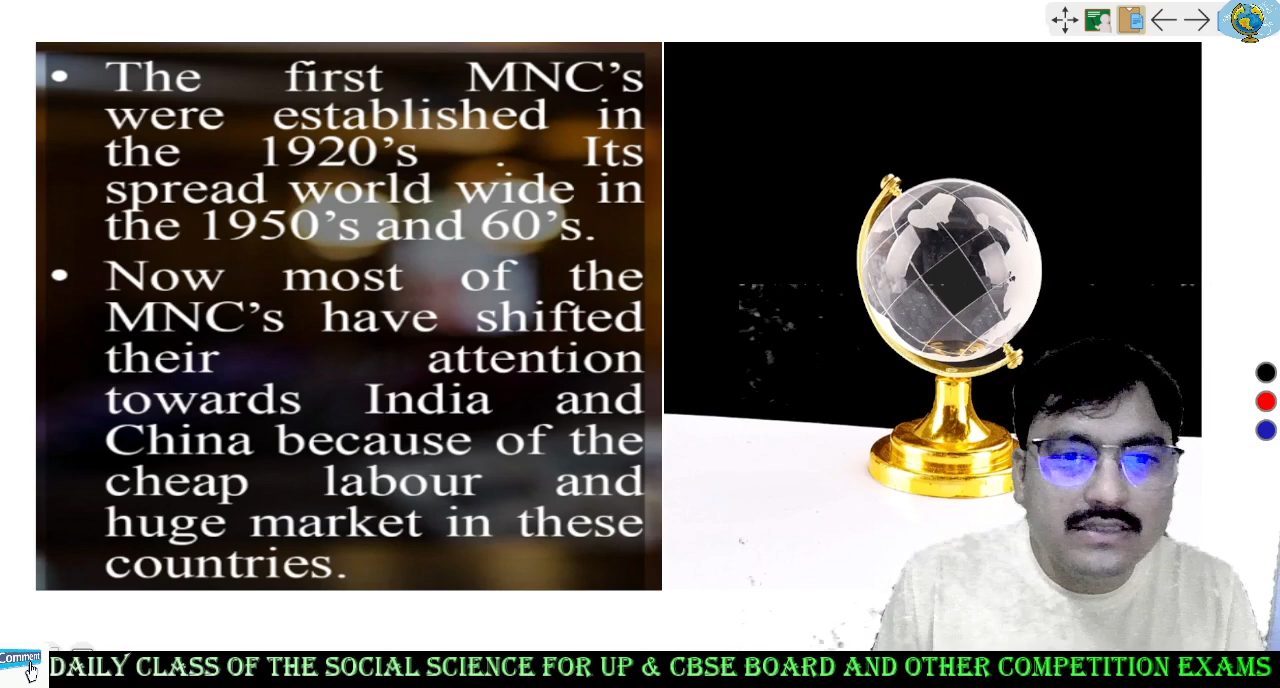 • The first MNC’s
were established in
the 1920’s . Its
spread world wide in
the 1950’s and 60’s.
• Now most of the
MNC’s have shifted
their attention
towards India and
China because of the
cheap labour and
huge market in these
countries.
Comment
DAILY CLASS OF THE SOCIAL SCIENCE FOR UP & CBSE BOARD AND OTHER COMPETITION EXAMS